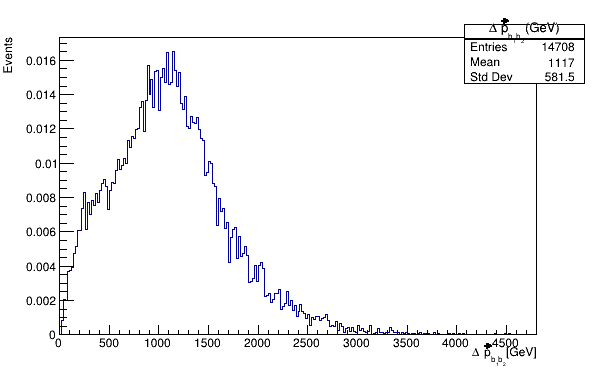 Δ p⃗b₁b₂ (GeV)
Entries 14708
Mean 1117
Std Dev 581.5
Events
0.016
0.014
0.012
0.01
0.008
0.006
0.004
0.002
0
0 500 1000 1500 2000 2500 3000 3500 4000 4500
Δ p⃗b₁b₂ [GeV]